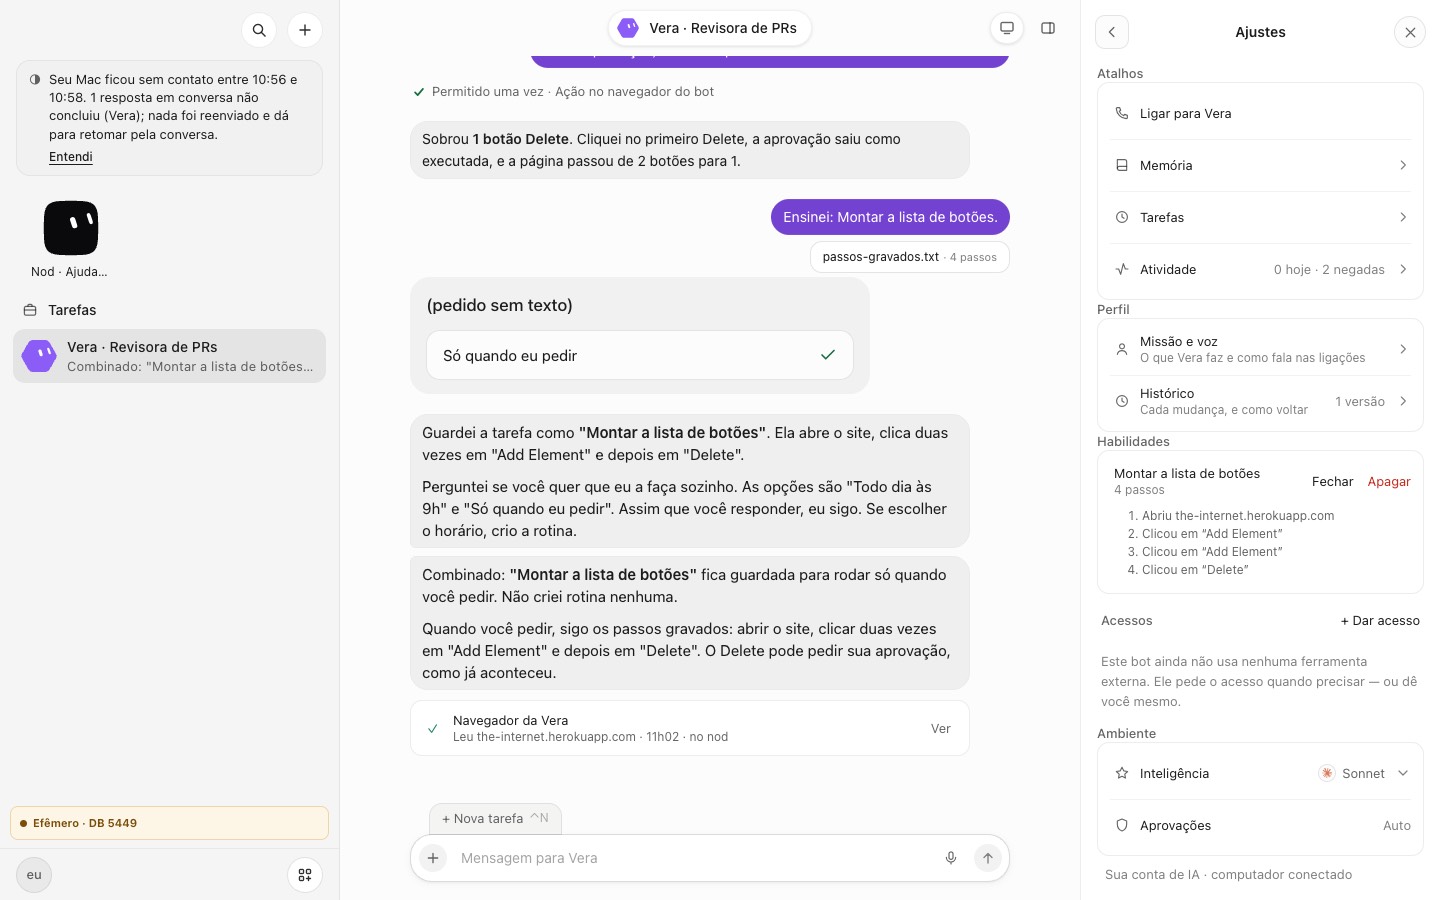 Seu Mac ficou sem contato entre 10:56 e
10:58. 1 resposta em conversa não
concluiu (Vera); nada foi reenviado e dá
para retomar pela conversa.
Entendi
Nod · Ajuda...
Tarefas
Vera · Revisora de PRs
Combinado: "Montar a lista de botões...
Efêmero · DB 5449
eu
Vera · Revisora de PRs
Permitido uma vez · Ação no navegador do bot
Sobrou 1 botão Delete. Cliquei no primeiro Delete, a aprovação saiu como
executada, e a página passou de 2 botões para 1.
Ensinei: Montar a lista de botões.
passos-gravados.txt · 4 passos
(pedido sem texto)
Só quando eu pedir
Guardei a tarefa como "Montar a lista de botões". Ela abre o site, clica duas
vezes em "Add Element" e depois em "Delete".
Perguntei se você quer que eu a faça sozinho. As opções são "Todo dia às
9h" e "Só quando eu pedir". Assim que você responder, eu sigo. Se escolher
o horário, crio a rotina.
Combinado: "Montar a lista de botões" fica guardada para rodar só quando
você pedir. Não criei rotina nenhuma.
Quando você pedir, sigo os passos gravados: abrir o site, clicar duas vezes
em "Add Element" e depois em "Delete". O Delete pode pedir sua aprovação,
como já aconteceu.
Navegador da Vera
Leu the-internet.herokuapp.com · 11h02 · no nod
Ver
+ Nova tarefa ^N
Mensagem para Vera
Ajustes
Atalhos
Ligar para Vera
Memória
Tarefas
Atividade 0 hoje · 2 negadas
Perfil
Missão e voz
O que Vera faz e como fala nas ligações
Histórico
Cada mudança, e como voltar
1 versão
Habilidades
Montar a lista de botões
4 passos
Fechar Apagar
1. Abriu the-internet.herokuapp.com
2. Clicou em “Add Element”
3. Clicou em “Add Element”
4. Clicou em “Delete”
Acessos + Dar acesso
Este bot ainda não usa nenhuma ferramenta
externa. Ele pede o acesso quando precisar — ou dê
você mesmo.
Ambiente
Inteligência Sonnet
Aprovações Auto
Sua conta de IA · computador conectado